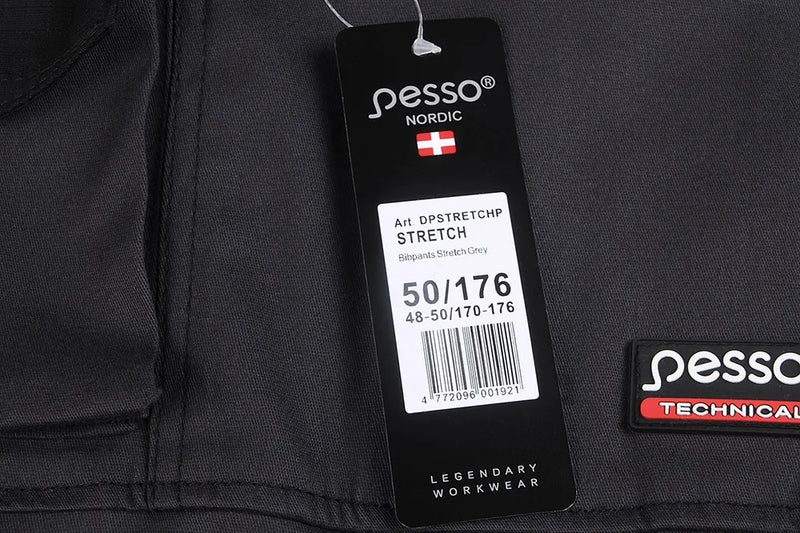 pesso®
NORDIC
Art. DPSTRETCHP
STRETCH
Bibpants Stretch Grey
50/176
48-50/170-176
4 772096 001921
LEGENDARY
WORKWEAR
pesso
TECHNICAL